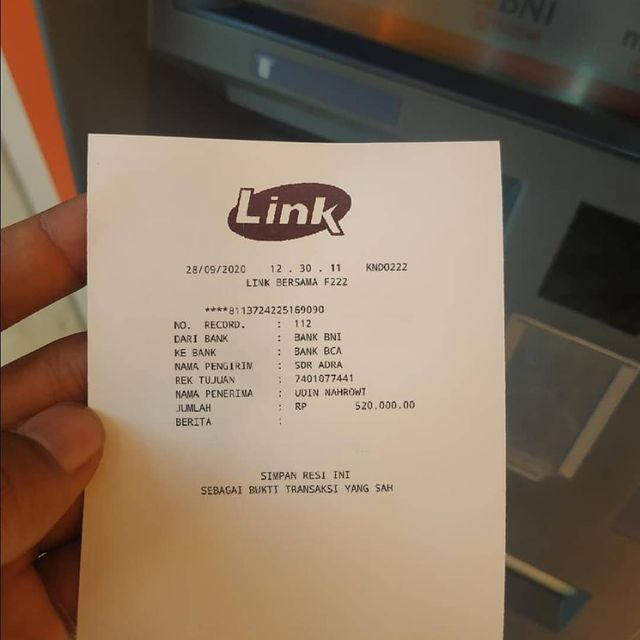 BNI
Link
28/09/2020 12 . 30 . 11 KNDO222
LINK BERSAMA F222
****8113724225169090
NO. RECORD. : 112
DARI BANK : BANK BNI
KE BANK : BANK BCA
NAMA PENGIRIM : SDR ADRA
REK TUJUAN : 7401077441
NAMA PENERIMA : UDIN NAHROWI
JUMLAH : RP 520.000.00
BERITA :
SIMPAN RESI INI
SEBAGAI BUKTI TRANSAKSI YANG SAH